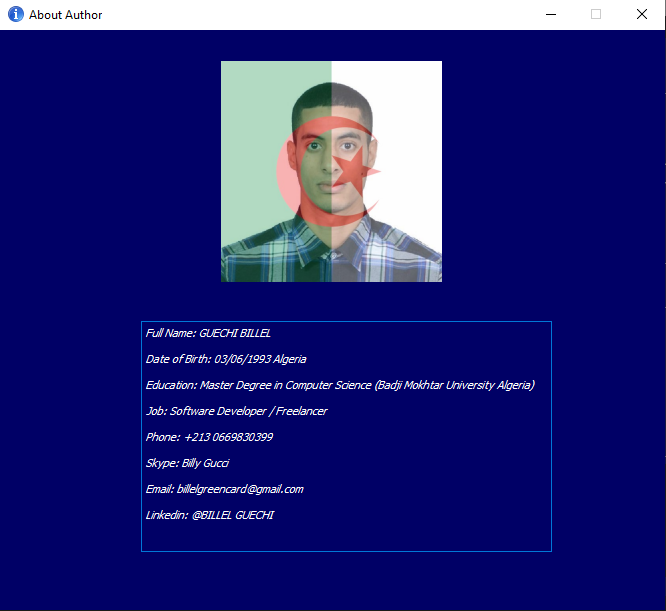 About Author
Full Name: GUECHI BILLEL
Date of Birth: 03/06/1993 Algeria
Education: Master Degree in Computer Science (Badji Mokhtar University Algeria)
Job: Software Developer / Freelancer
Phone: +213 0669830399
Skype: Billy Gucci
Email: billelgreencard@gmail.com
Linkedin: @BILLEL GUECHI